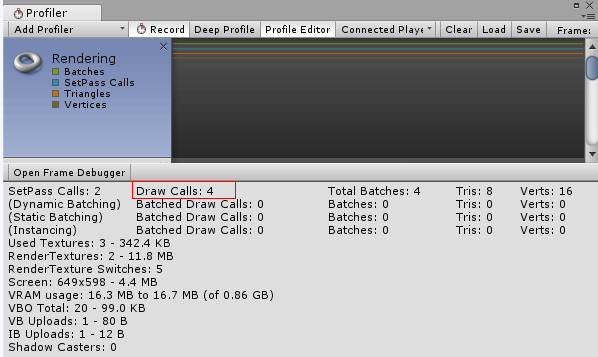 Profiler
Add Profiler Record Deep Profile Profile Editor Connected Playe Clear Load Save Frame:
Rendering
Batches
SetPass Calls
Triangles
Vertices
Open Frame Debugger
SetPass Calls: 2 Draw Calls: 4 Total Batches: 4 Tris: 8 Verts: 16
(Dynamic Batching) Batched Draw Calls: 0 Batches: 0 Tris: 0 Verts: 0
(Static Batching) Batched Draw Calls: 0 Batches: 0 Tris: 0 Verts: 0
(Instancing) Batched Draw Calls: 0 Batches: 0 Tris: 0 Verts: 0
Used Textures: 3 - 342.4 KB
RenderTextures: 2 - 11.8 MB
RenderTexture Switches: 5
Screen: 649x598 - 4.4 MB
VRAM usage: 16.3 MB to 16.7 MB (of 0.86 GB)
VBO Total: 20 - 99.0 KB
VB Uploads: 1 - 80 B
IB Uploads: 1 - 12 B
Shadow Casters: 0